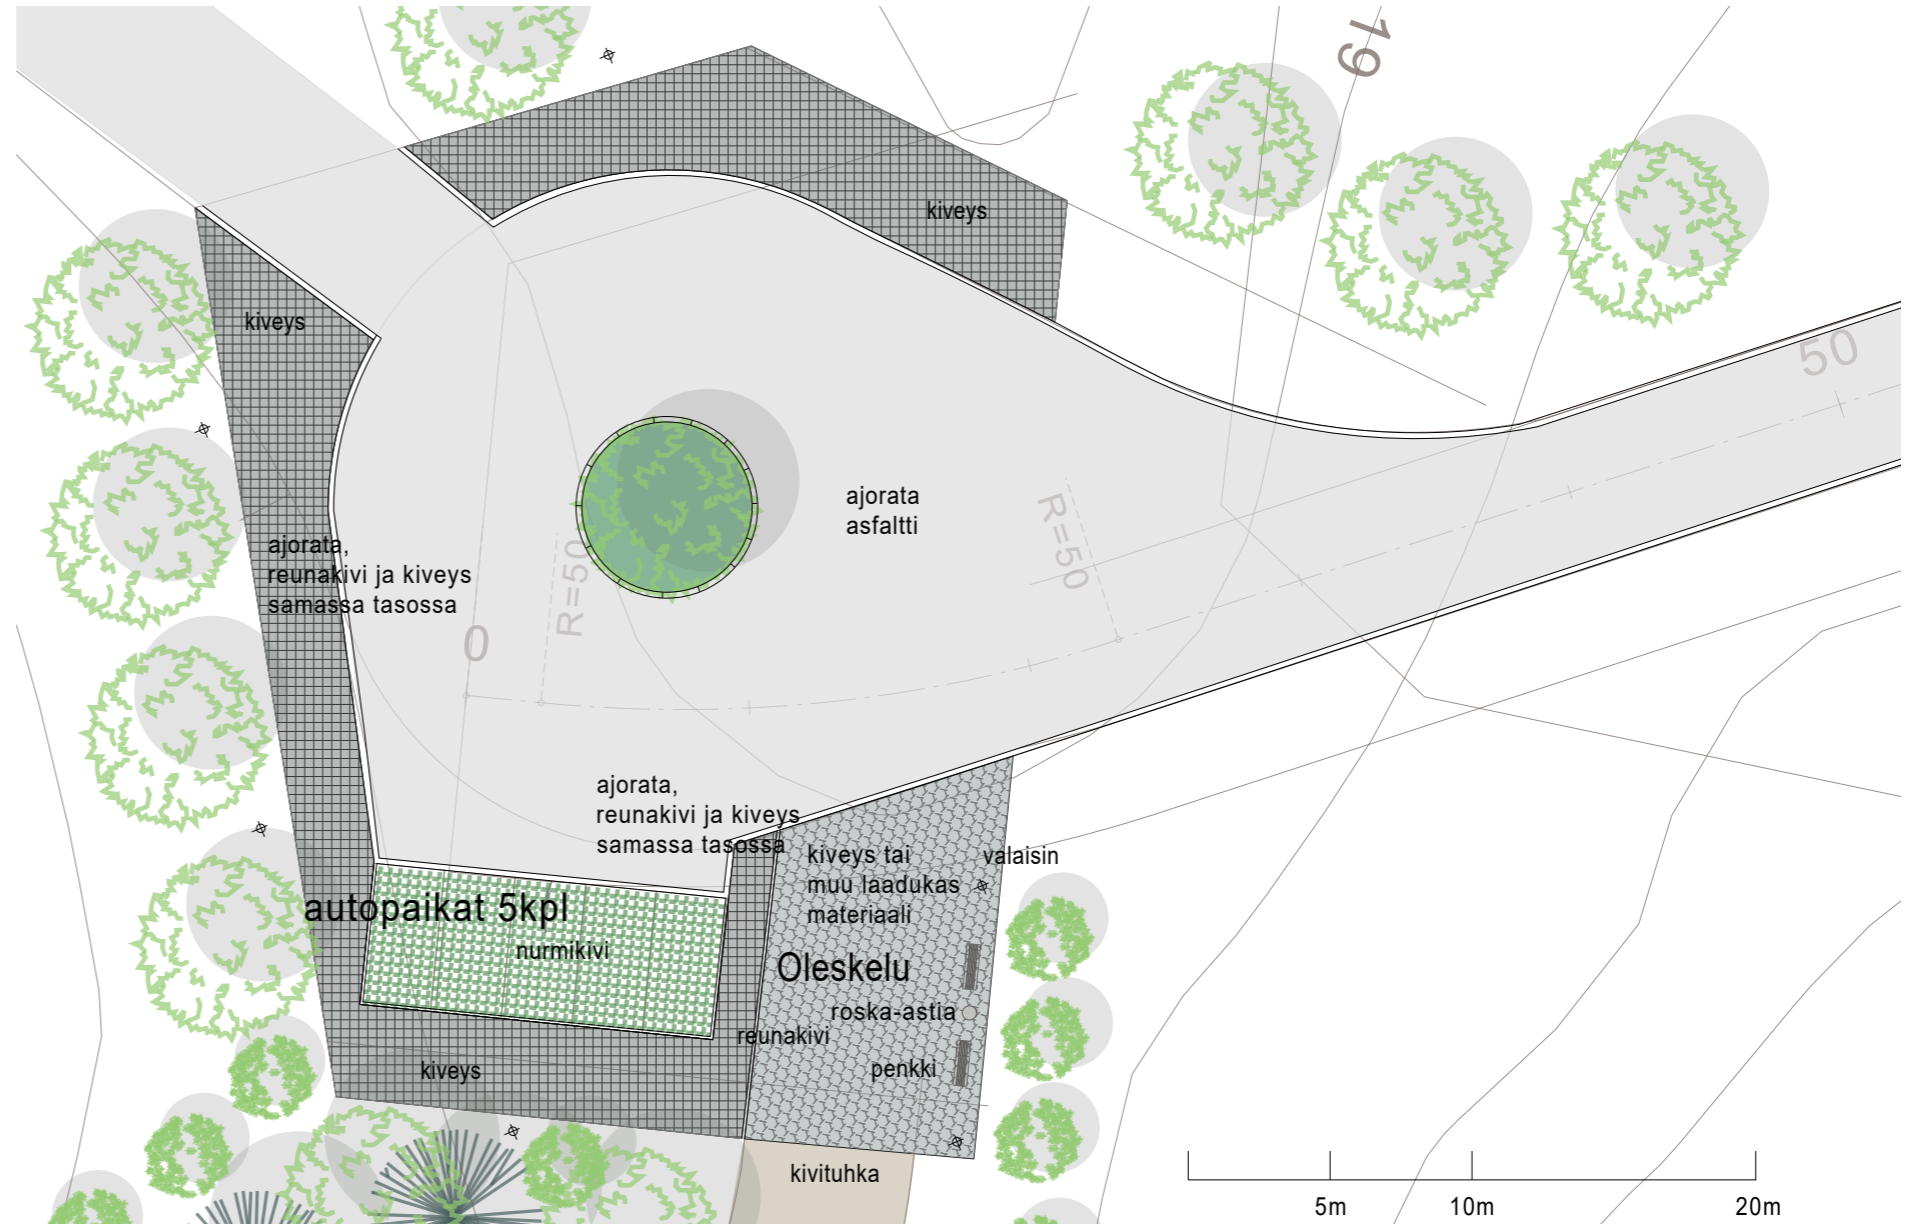 19
kiveys
kiveys
50
ajorata
asfaltti
R=50
R=50
ajorata,
reunakivi ja kiveys
samassa tasossa
0
ajorata,
reunakivi ja kiveys
samassa tasossa
kiveys tai
muu laadukas
materiaali
valaisin
autopaikat 5kpl
nurmikivi
Oleskelu
roska-astia
reunakivi
penkki
kiveys
kivituhka
5m
10m
20m